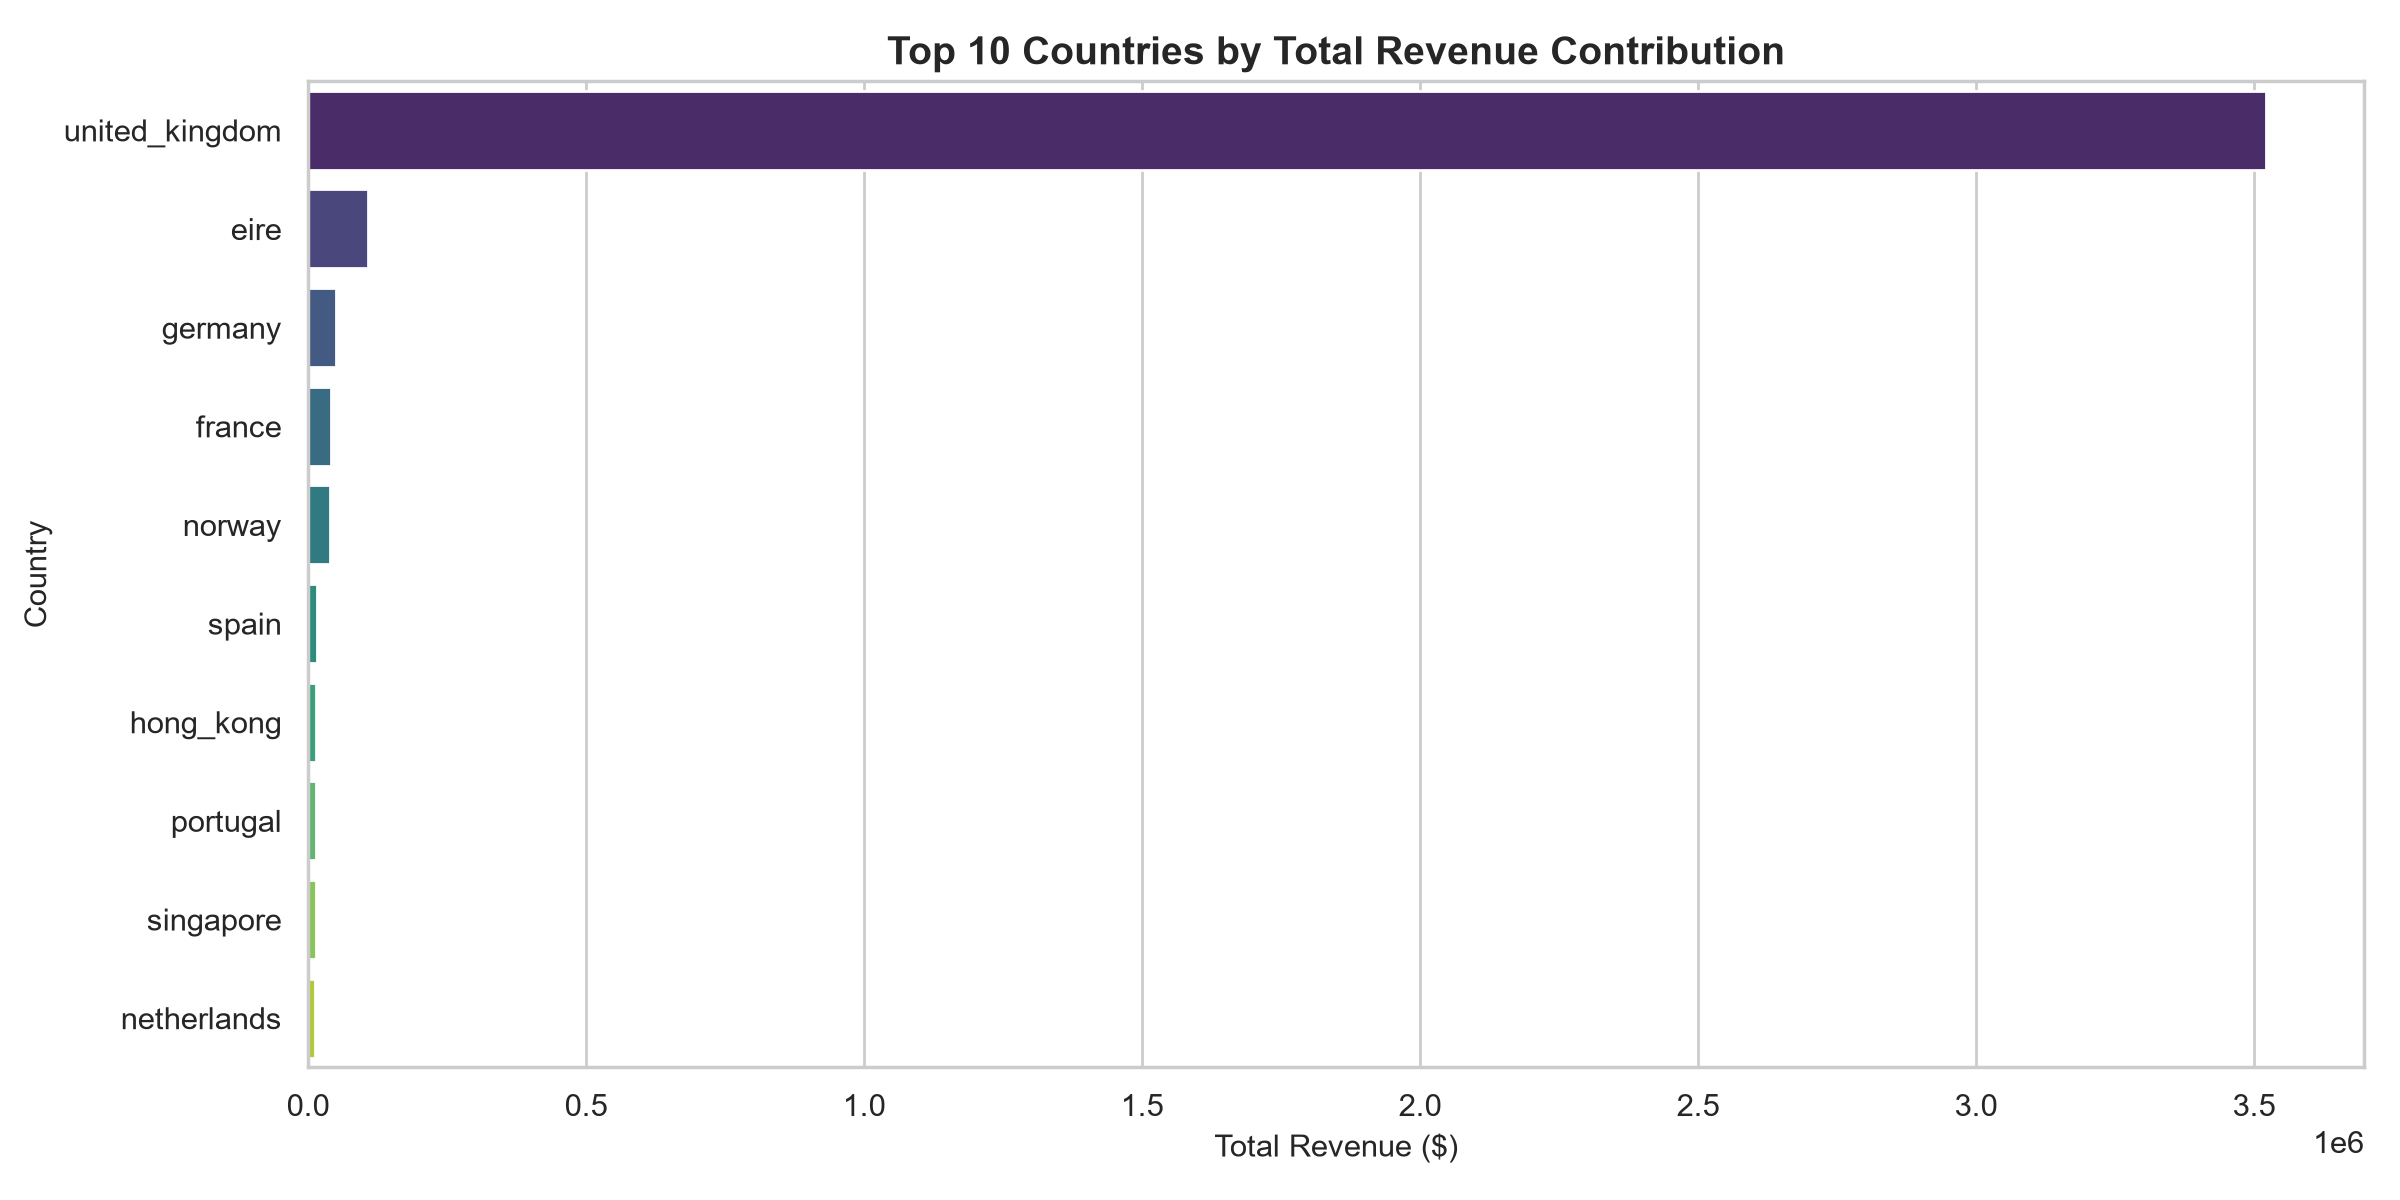 Top 10 Countries by Total Revenue Contribution
united_kingdom
eire
germany
france
norway
spain
hong_kong
portugal
singapore
netherlands
Country
0.0 0.5 1.0 1.5 2.0 2.5 3.0 3.5
Total Revenue ($)
1e6